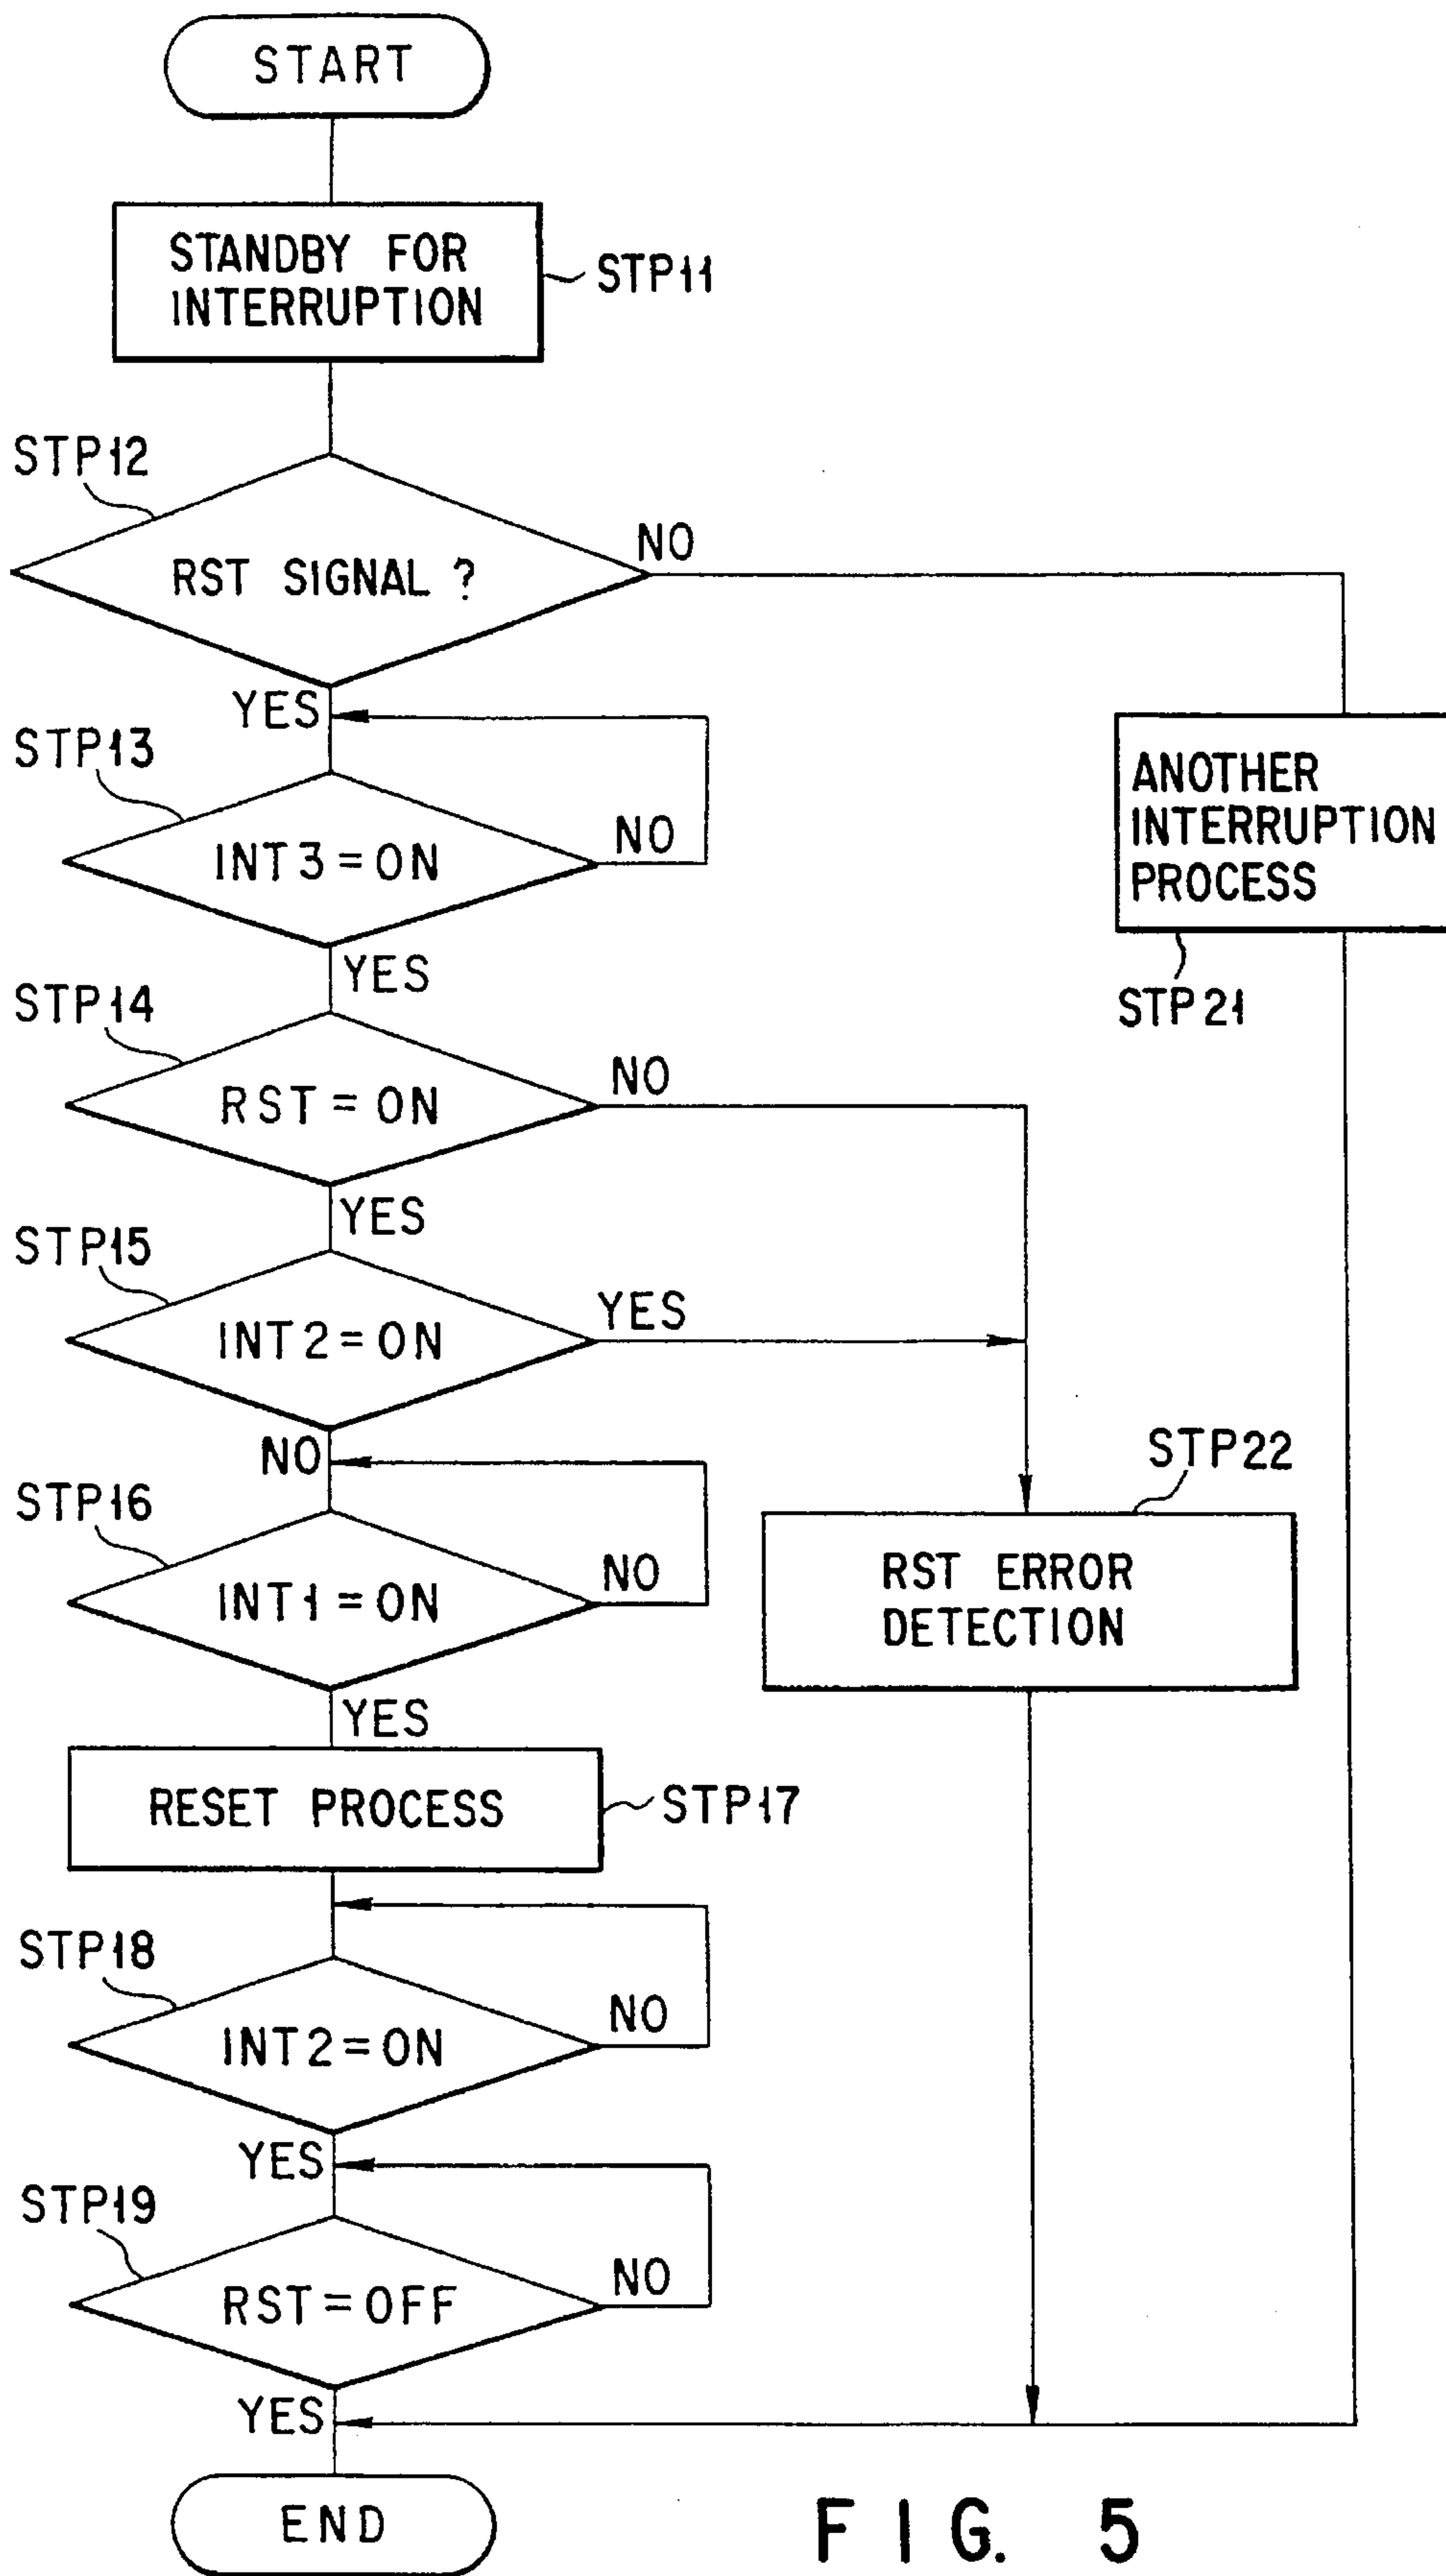 START
STANDBY FOR
INTERRUPTION
STP11
STP12
RST SIGNAL ?
NO
YES
STP13
INT3=ON
NO
YES
ANOTHER
INTERRUPTION
PROCESS
STP21
STP14
RST=ON
NO
YES
STP15
INT2=ON
YES
NO
STP16
INT1=ON
NO
YES
STP22
RST ERROR
DETECTION
RESET PROCESS
STP17
STP18
INT2=ON
NO
YES
STP19
RST=OFF
NO
YES
END
FIG. 5